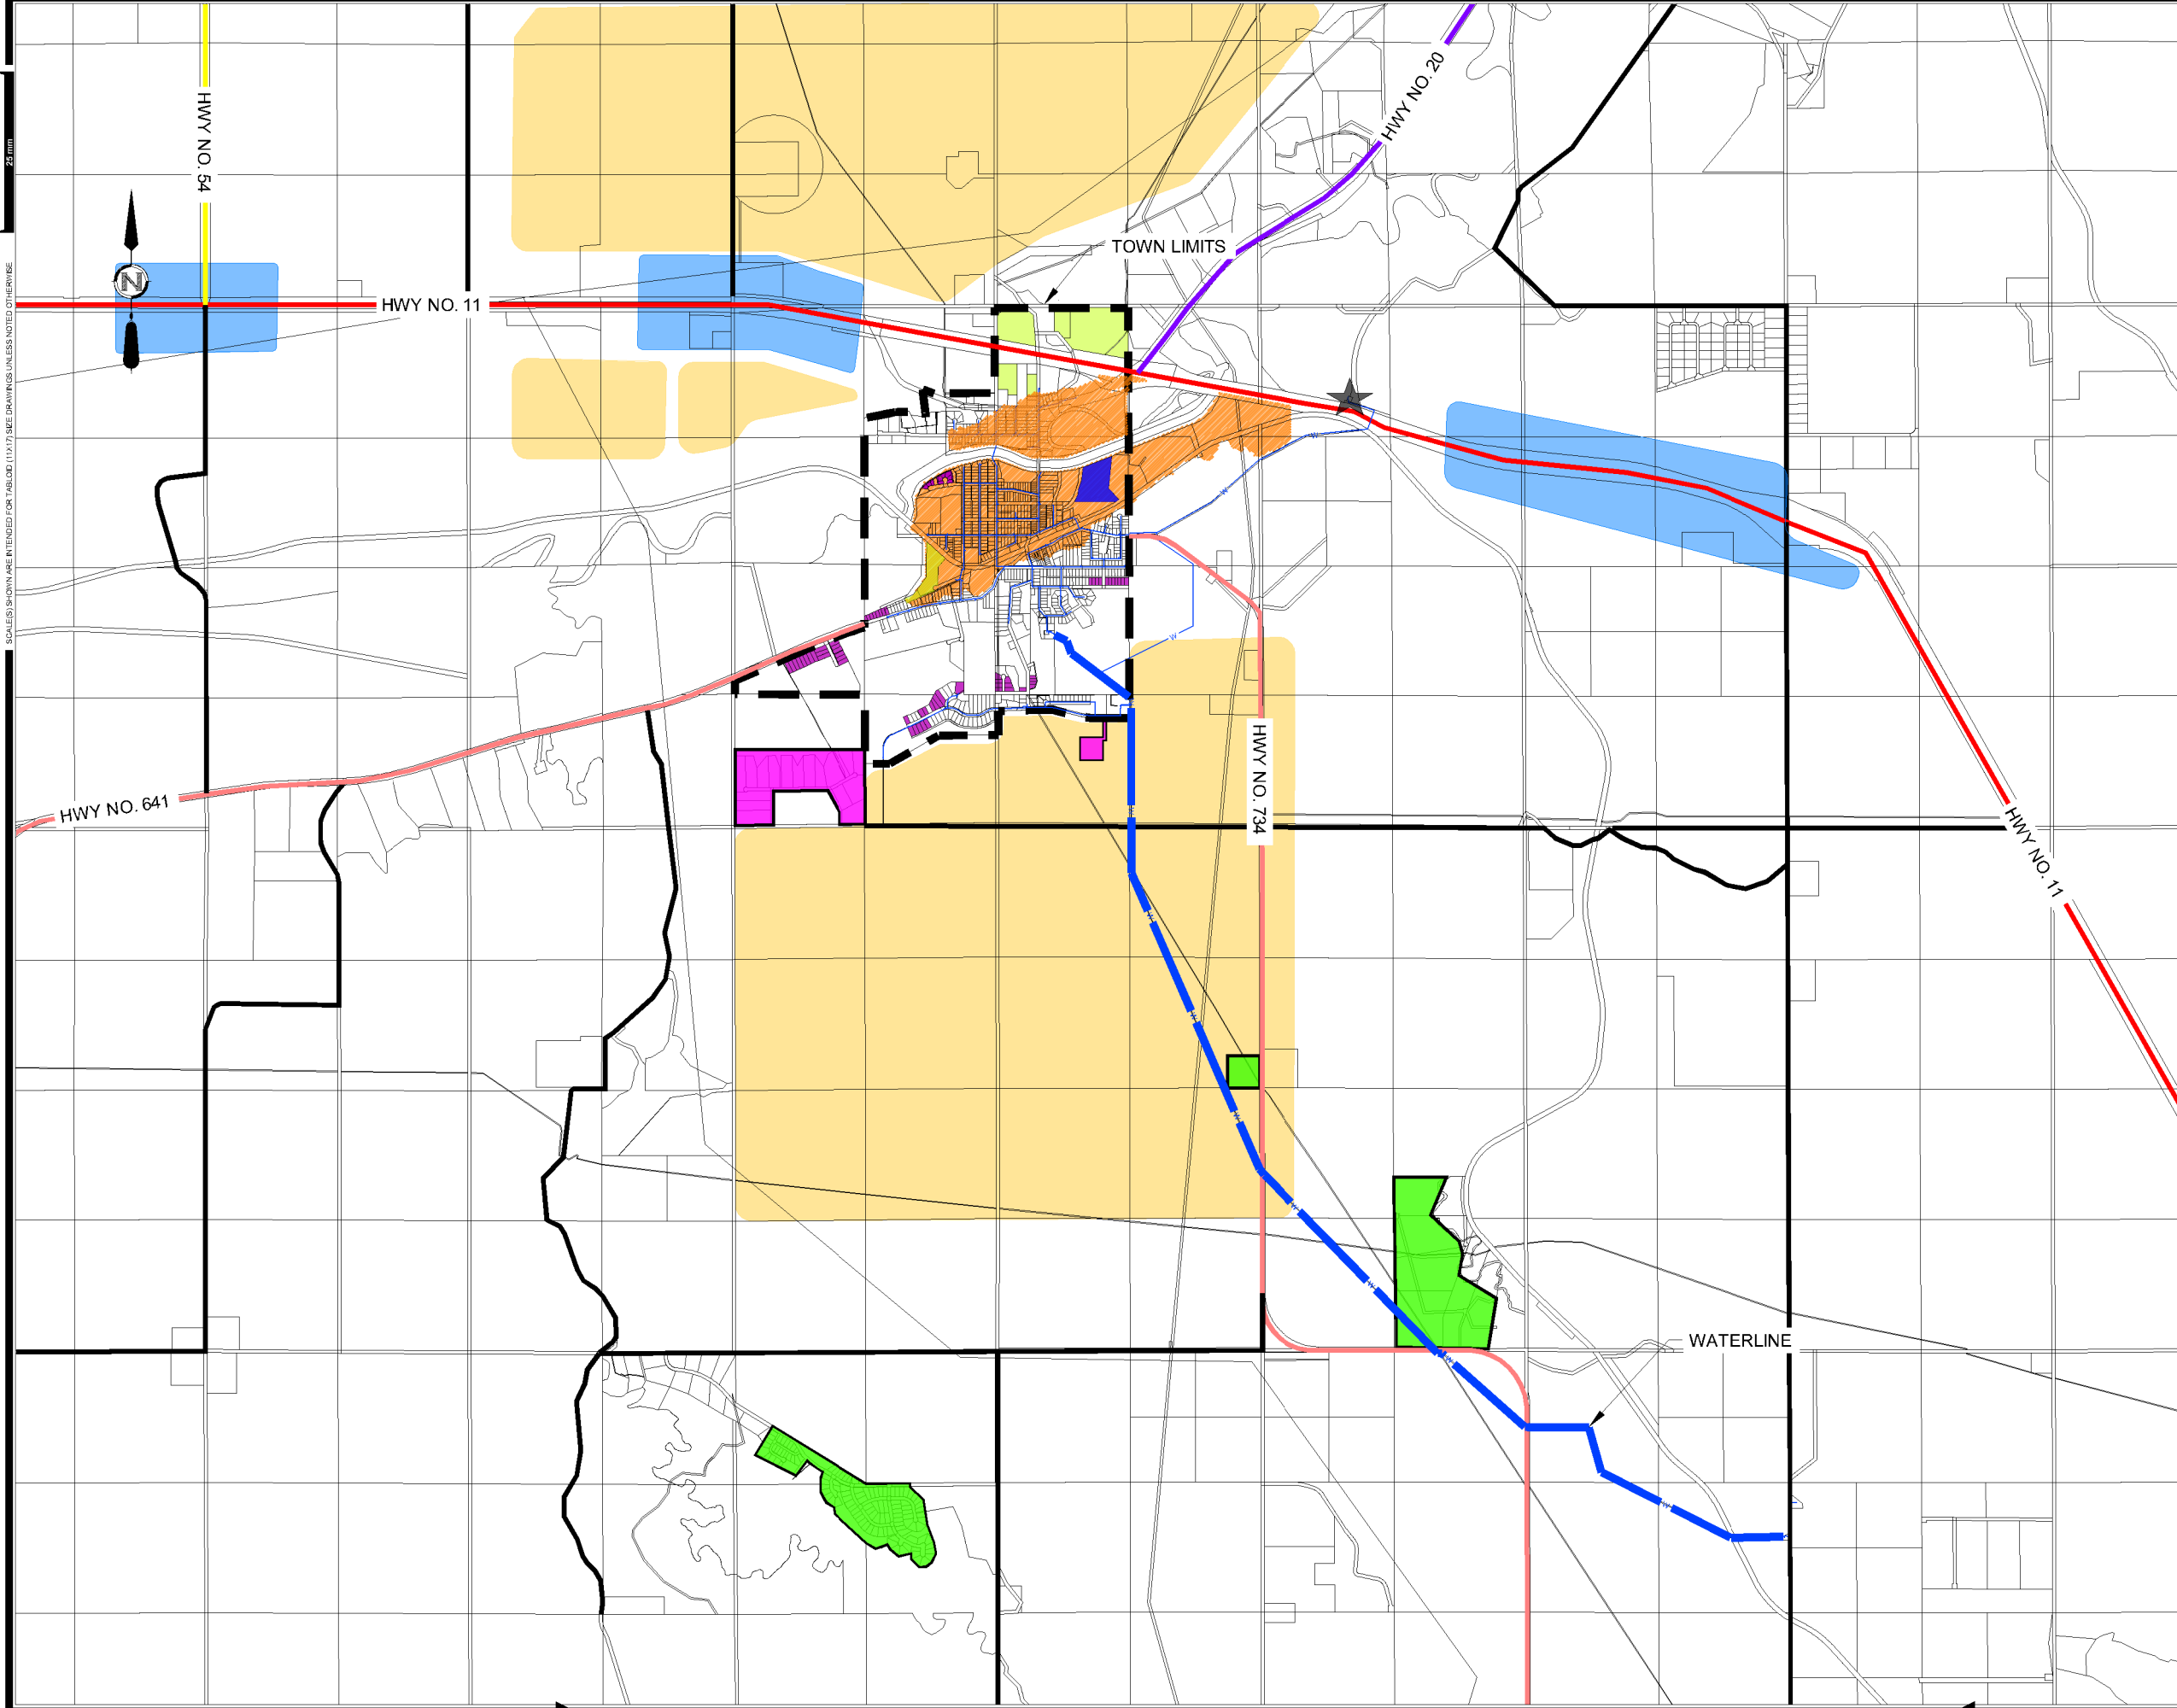 HWY NO. 20
HWY NO. 54
25 mm
TOWN LIMITS
N
HWY NO. 11
SCALE(S) SHOWN ARE INTENDED FOR TABLOID (11X17) SIZE DRAWINGS UNLESS NOTED OTHERWISE
HWY NO. 641
HWY NO. 734
HWY NO. 11
WATERLINE
W
W
W
W
W
W
W
W
W
W
W